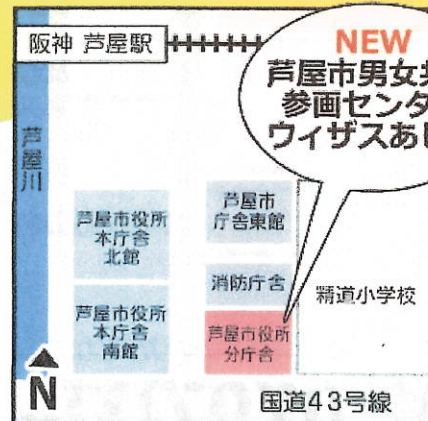 阪神 芦屋駅
NEW
芦屋市男女共
参画センタ
ウィザスあし
芦屋川
芦屋市役所
本庁舎
北館
芦屋市
庁舎東館
消防庁舎
精道小学校
芦屋市役所
本庁舎
南館
芦屋市役所
分庁舎
N
国道43号線